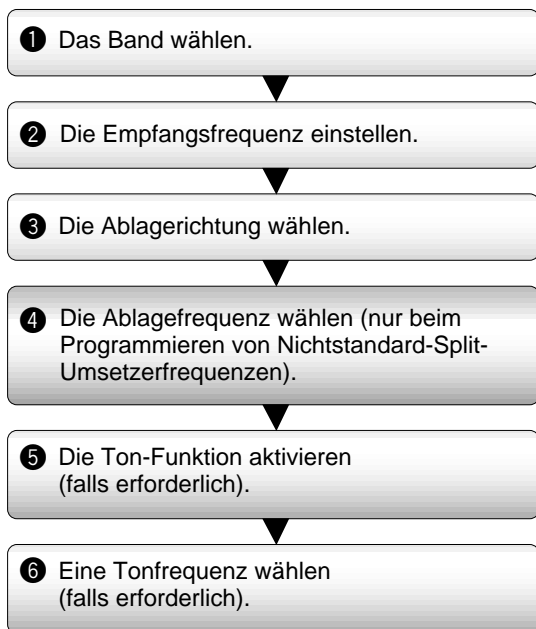 ❶ Das Band wählen.
❷ Die Empfangsfrequenz einstellen.
❸ Die Ablagerichtung wählen.
❹ Die Ablagefrequenz wählen (nur beim
Programmieren von Nichtstandard-Split-
Umsetzerfrequenzen).
❺ Die Ton-Funktion aktivieren
(falls erforderlich).
❻ Eine Tonfrequenz wählen
(falls erforderlich).